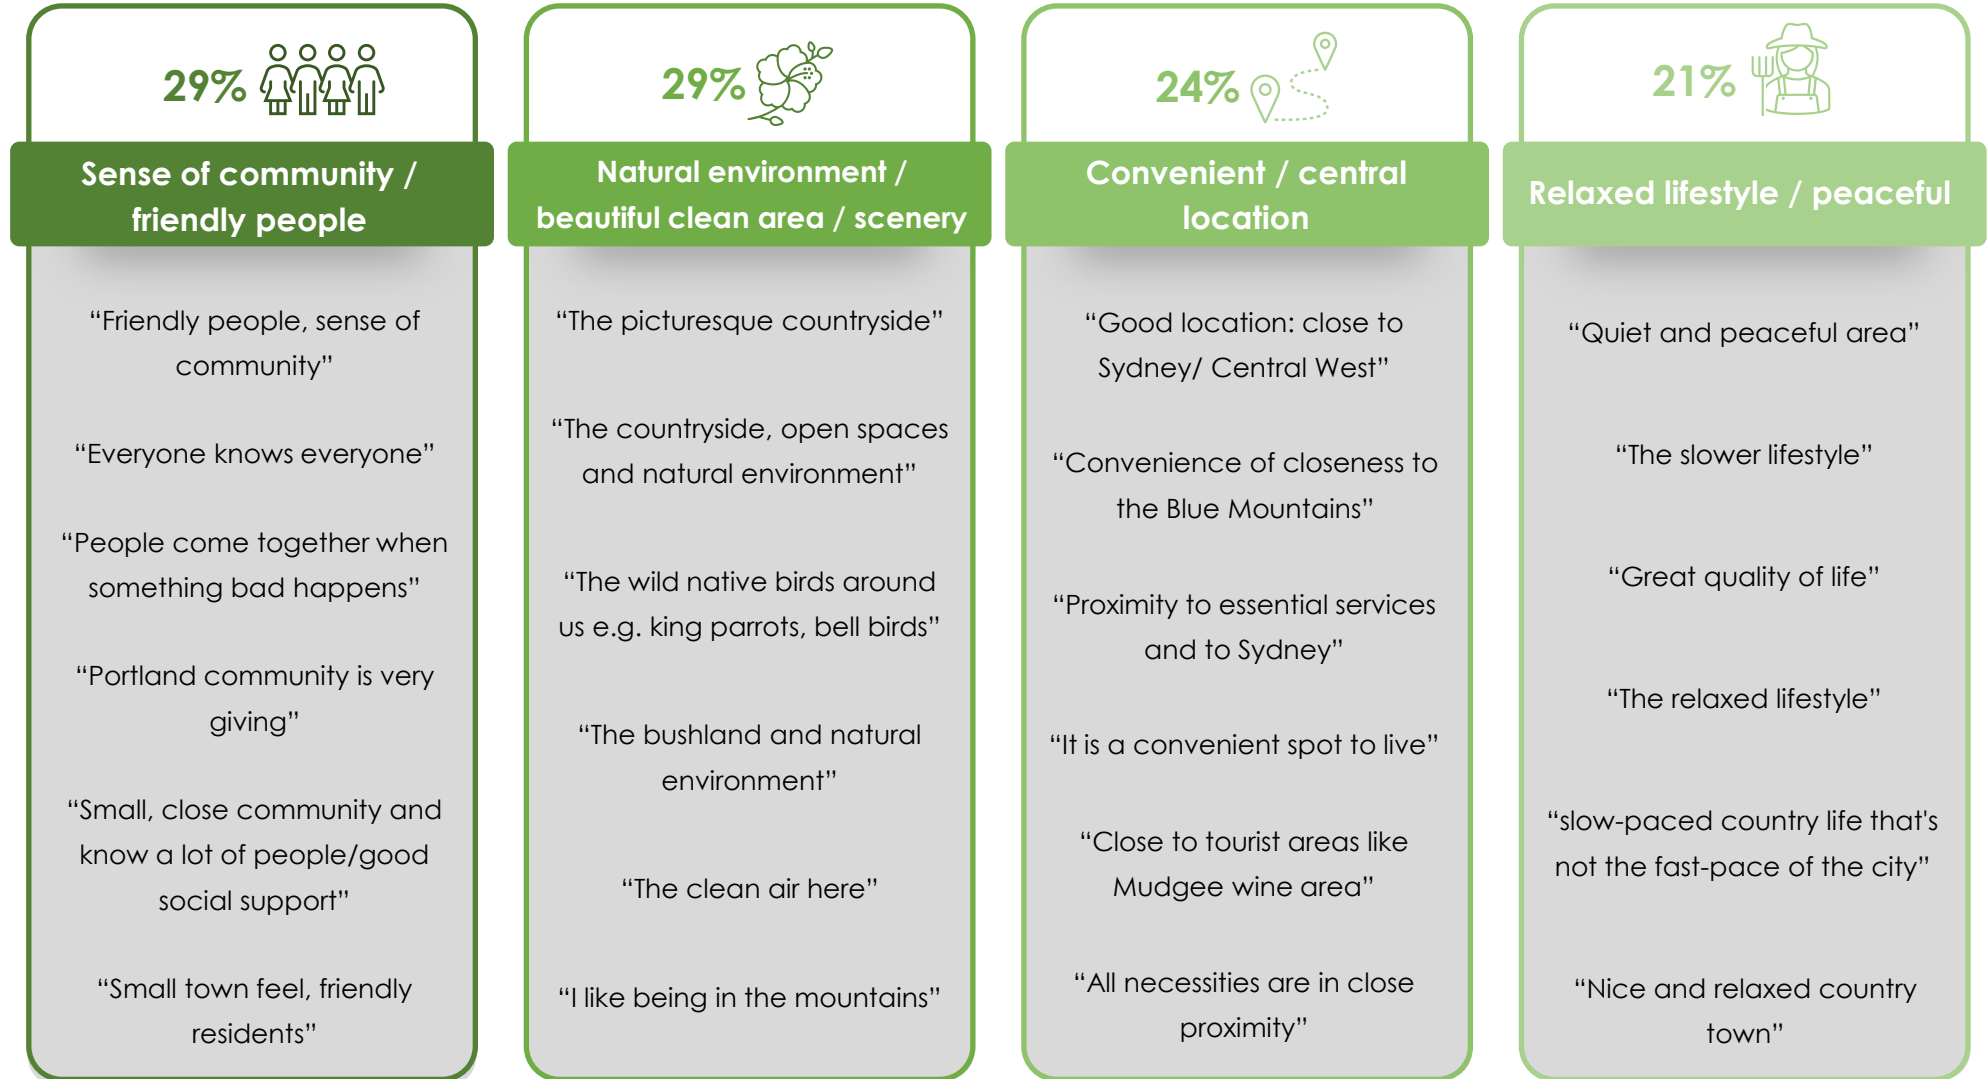 29%
Sense of community /
friendly people
“Friendly people, sense of
community”
“Everyone knows everyone”
“People come together when
something bad happens”
“Portland community is very
giving”
“Small, close community and
know a lot of people/good
social support”
“Small town feel, friendly
residents”
29%
Natural environment /
beautiful clean area / scenery
“The picturesque countryside”
“The countryside, open spaces
and natural environment”
“The wild native birds around
us e.g. king parrots, bell birds”
“The bushland and natural
environment”
“The clean air here”
“I like being in the mountains”
24%
Convenient / central
location
“Good location: close to
Sydney/ Central West”
“Convenience of closeness to
the Blue Mountains”
“Proximity to essential services
and to Sydney”
“It is a convenient spot to live”
“Close to tourist areas like
Mudgee wine area”
“All necessities are in close
proximity”
21%
Relaxed lifestyle / peaceful
“Quiet and peaceful area”
“The slower lifestyle”
“Great quality of life”
“The relaxed lifestyle”
“slow-paced country life that's
not the fast-pace of the city”
“Nice and relaxed country
town”